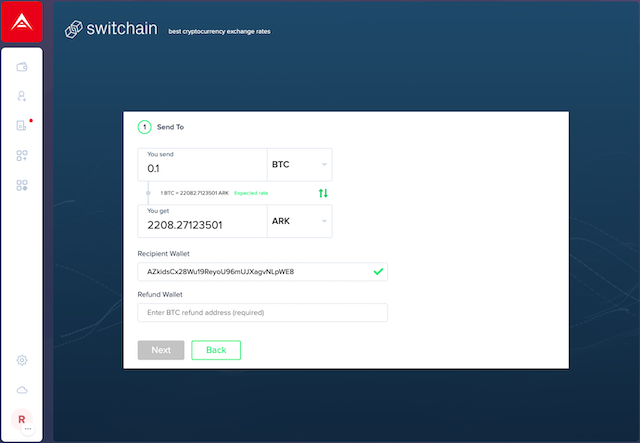 switchain best cryptocurrency exchange rates
1 Send To
You send
0.1 BTC
1 BTC = 22082.7123501 ARK Expected rate
You get
2208.27123501 ARK
Recipient Wallet
AZkidsCx28Wu19ReyoU96mUJXagvNLpWE8
Refund Wallet
Enter BTC refund address (required)
Next Back
R
...